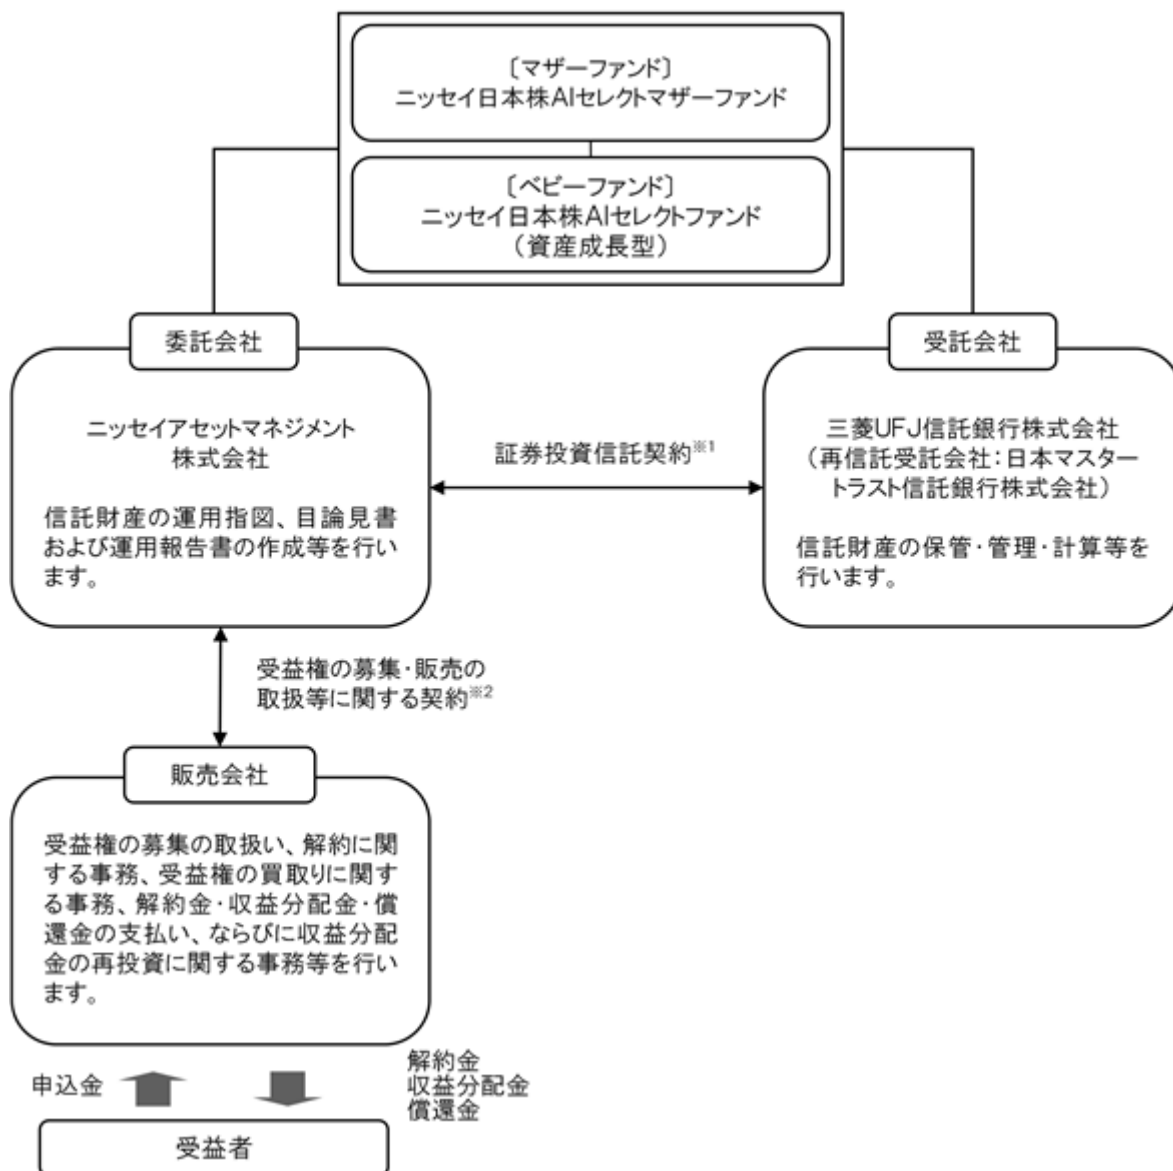 〔マザーファンド〕
ニッセイ日本株AIセレクトマザーファンド
〔ベビーファンド〕
ニッセイ日本株AIセレクトファンド
（資産成長型）
委託会社
受託会社
ニッセイアセットマネジメント
株式会社
信託財産の運用指図、目論見書
および運用報告書の作成等を行い
ます。
証券投資信託契約※1
三菱UFJ信託銀行株式会社
（再信託受託会社：日本マスター
トラスト信託銀行株式会社）
信託財産の保管・管理・計算等を
行います。
受益権の募集・販売の
取扱等に関する契約※2
販売会社
受益権の募集の取扱い、解約に関
する事務、受益権の買取りに関す
る事務、解約金・収益分配金・償
還金の支払い、ならびに収益分配
金の再投資に関する事務等を行い
ます。
申込金
解約金
収益分配金
償還金
受益者